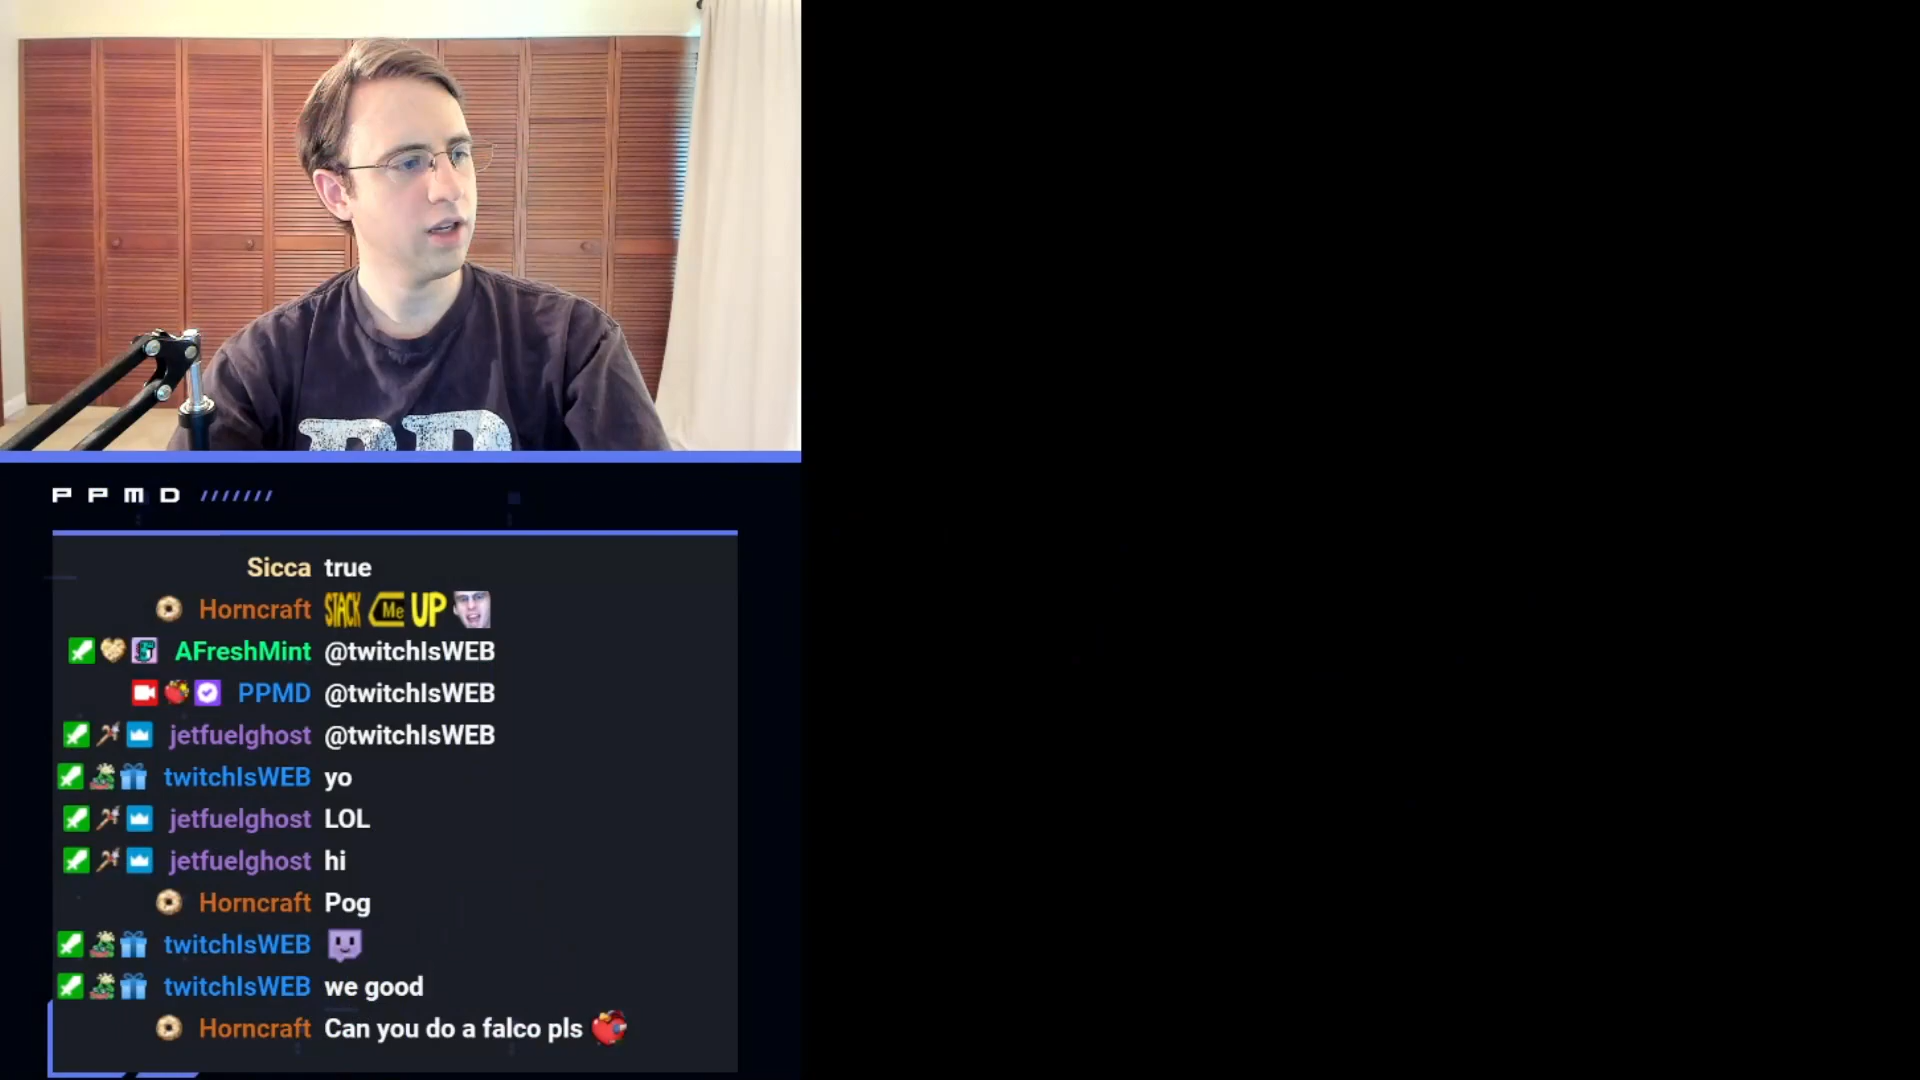 PPMD
Sicca true
Horncraft STACK Me UP
AFreshMint @twitchIsWEB
PPMD @twitchIsWEB
jetfuelghost @twitchIsWEB
twitchIsWEB yo
jetfuelghost LOL
jetfuelghost hi
Horncraft Pog
twitchIsWEB
twitchIsWEB we good
Horncraft Can you do a falco pls